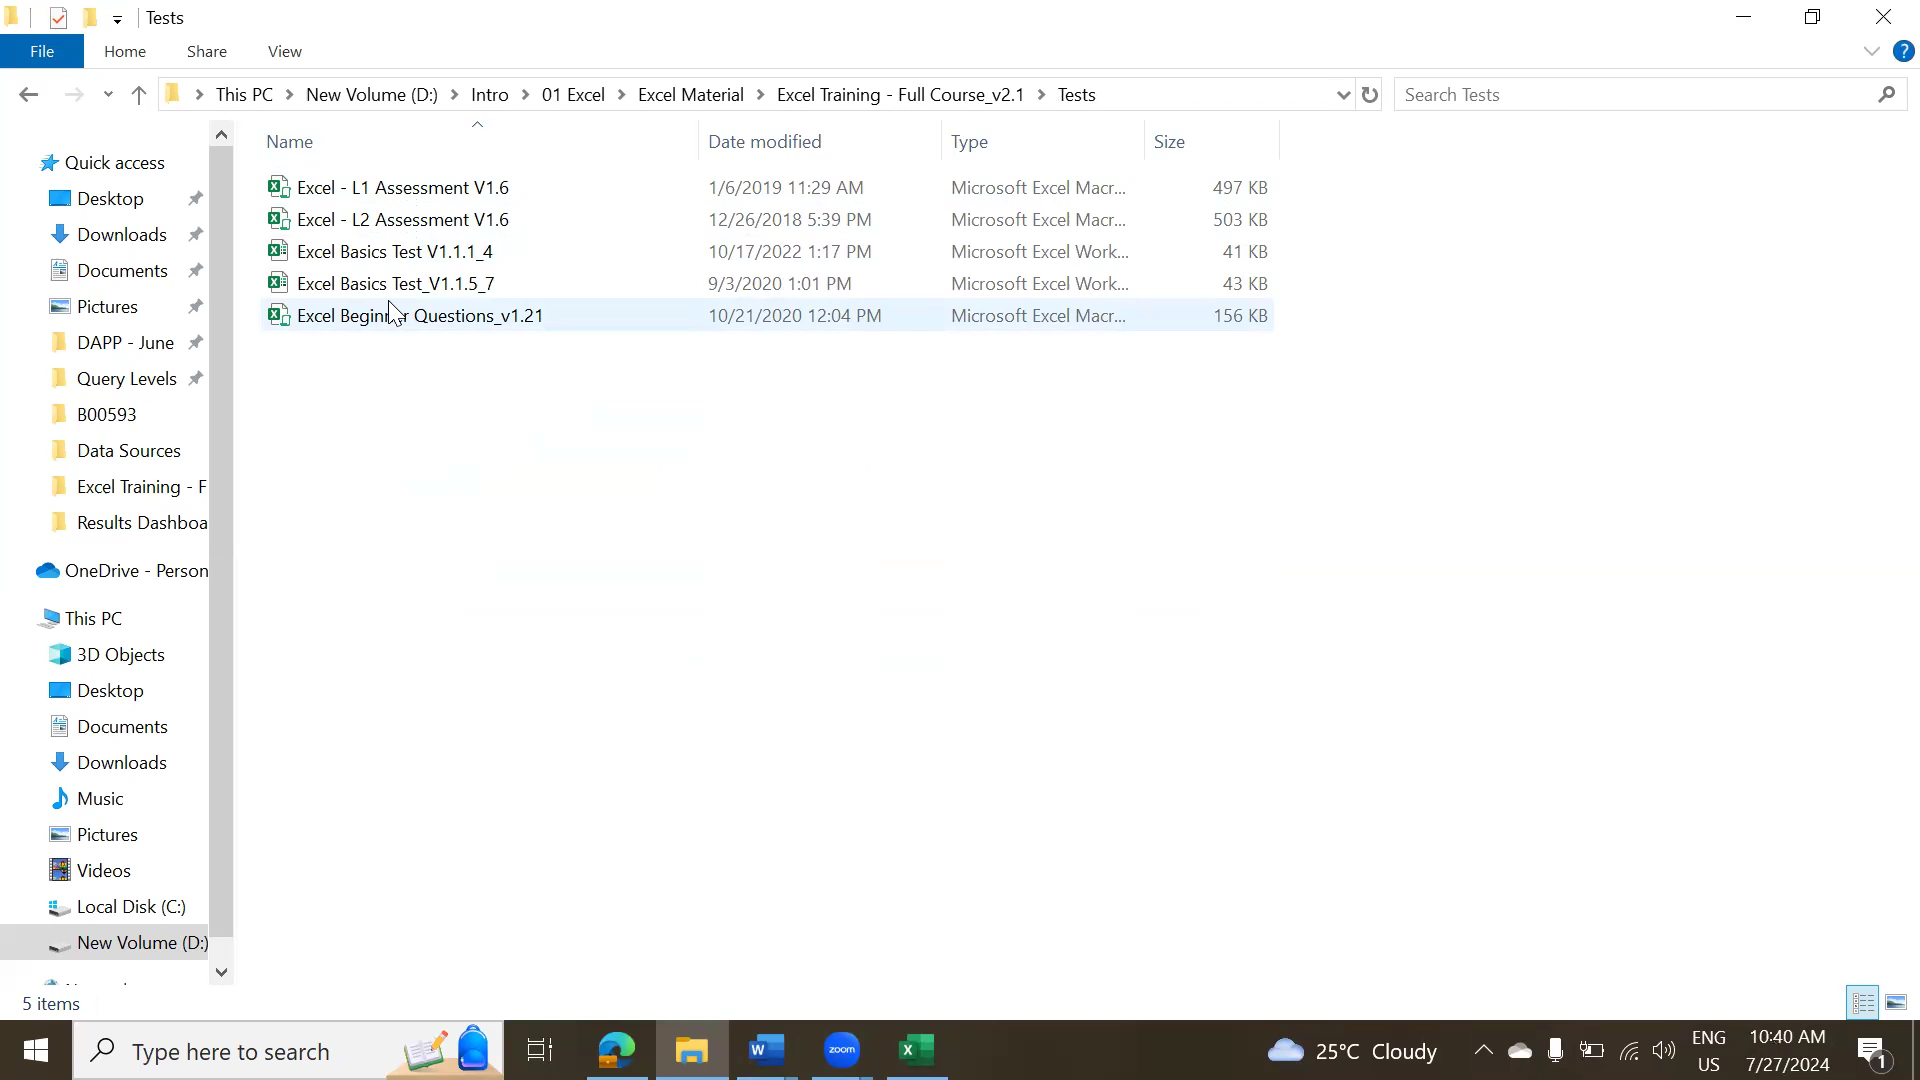 Tests
File Home Share View
This PC New Volume (D:) Intro 01 Excel Excel Material Excel Training - Full Course_v2.1 Tests
Search Tests
Name Date modified Type Size
Excel - L1 Assessment V1.6 1/6/2019 11:29 AM Microsoft Excel Macr... 497 KB
Excel - L2 Assessment V1.6 12/26/2018 5:39 PM Microsoft Excel Macr... 503 KB
Excel Basics Test V1.1.1_4 10/17/2022 1:17 PM Microsoft Excel Work... 41 KB
Excel Basics Test_V1.1.5_7 9/3/2020 1:01 PM Microsoft Excel Work... 43 KB
Excel Beginner Questions_v1.21 10/21/2020 12:04 PM Microsoft Excel Macr... 156 KB
Quick access
Desktop
Downloads
Documents
Pictures
DAPP - June
Query Levels
B00593
Data Sources
Excel Training - F
Results Dashboa
OneDrive - Person
This PC
3D Objects
Desktop
Documents
Downloads
Music
Pictures
Videos
Local Disk (C:)
New Volume (D:)
5 items
Type here to search
zoom
25°C Cloudy
ENG
US
10:40 AM
7/27/2024
1